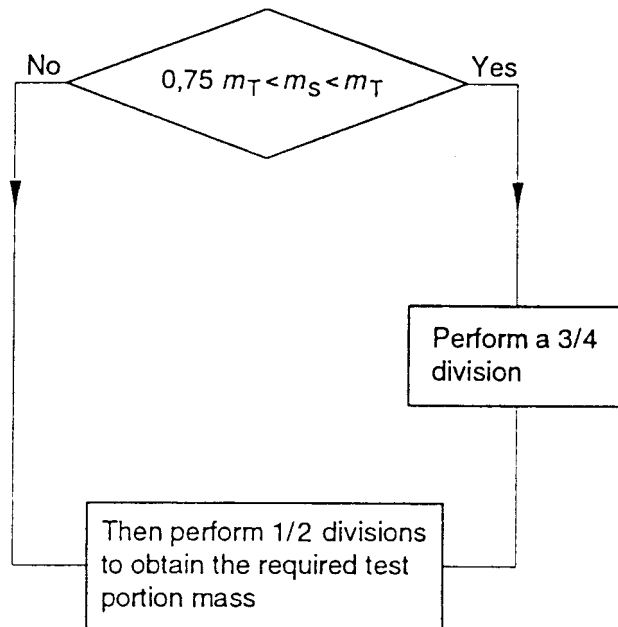 No
0,75 mT < mS < mT
Yes
Perform a 3/4
division
Then perform 1/2 divisions
to obtain the required test
portion mass